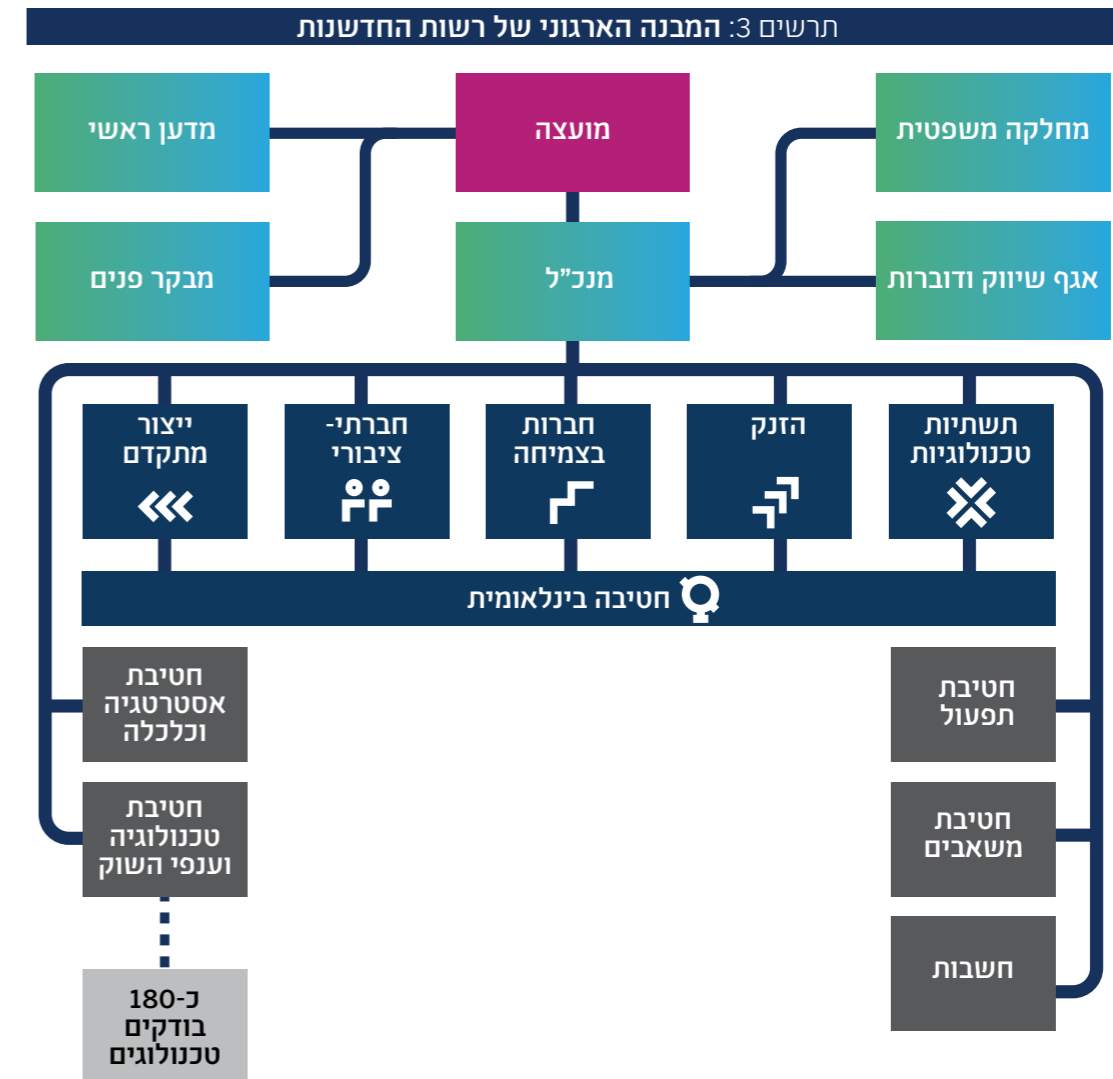 תרשים 3: המבנה הארגוני של רשות החדשנות
מחלקה משפטית
מועצה
מדען ראשי
אגף שיווק ודוברות
מנכ״ל
מבקר פנים
תשתיות
טכנולוגיות
הזנק
חברות
בצמיחה
חברתי-
ציבורי
ייצור
מתקדם
חטיבה בינלאומית
חטיבת
תפעול
חטיבת
אסטרטגיה
וכלכלה
חטיבת
משאבים
חטיבת
טכנולוגיה
וענפי השוק
חשבות
כ-180
בודקים
טכנולוגים